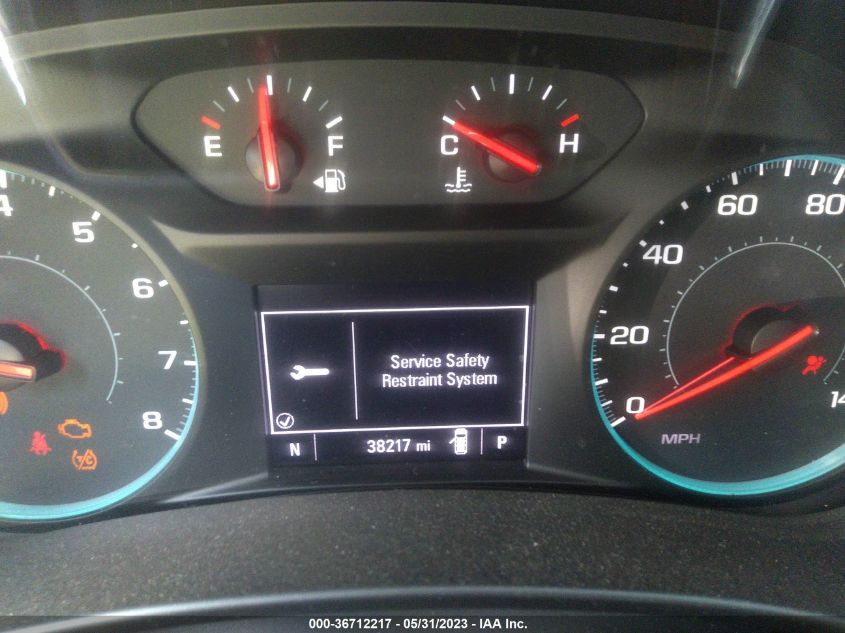 E F
C H
4
5
6
7
8
T/C
Service Safety
Restraint System
N 38217 mi P
0
20
40
60
80
14
MPH
000-36712217 - 05/31/2023 - IAA Inc.